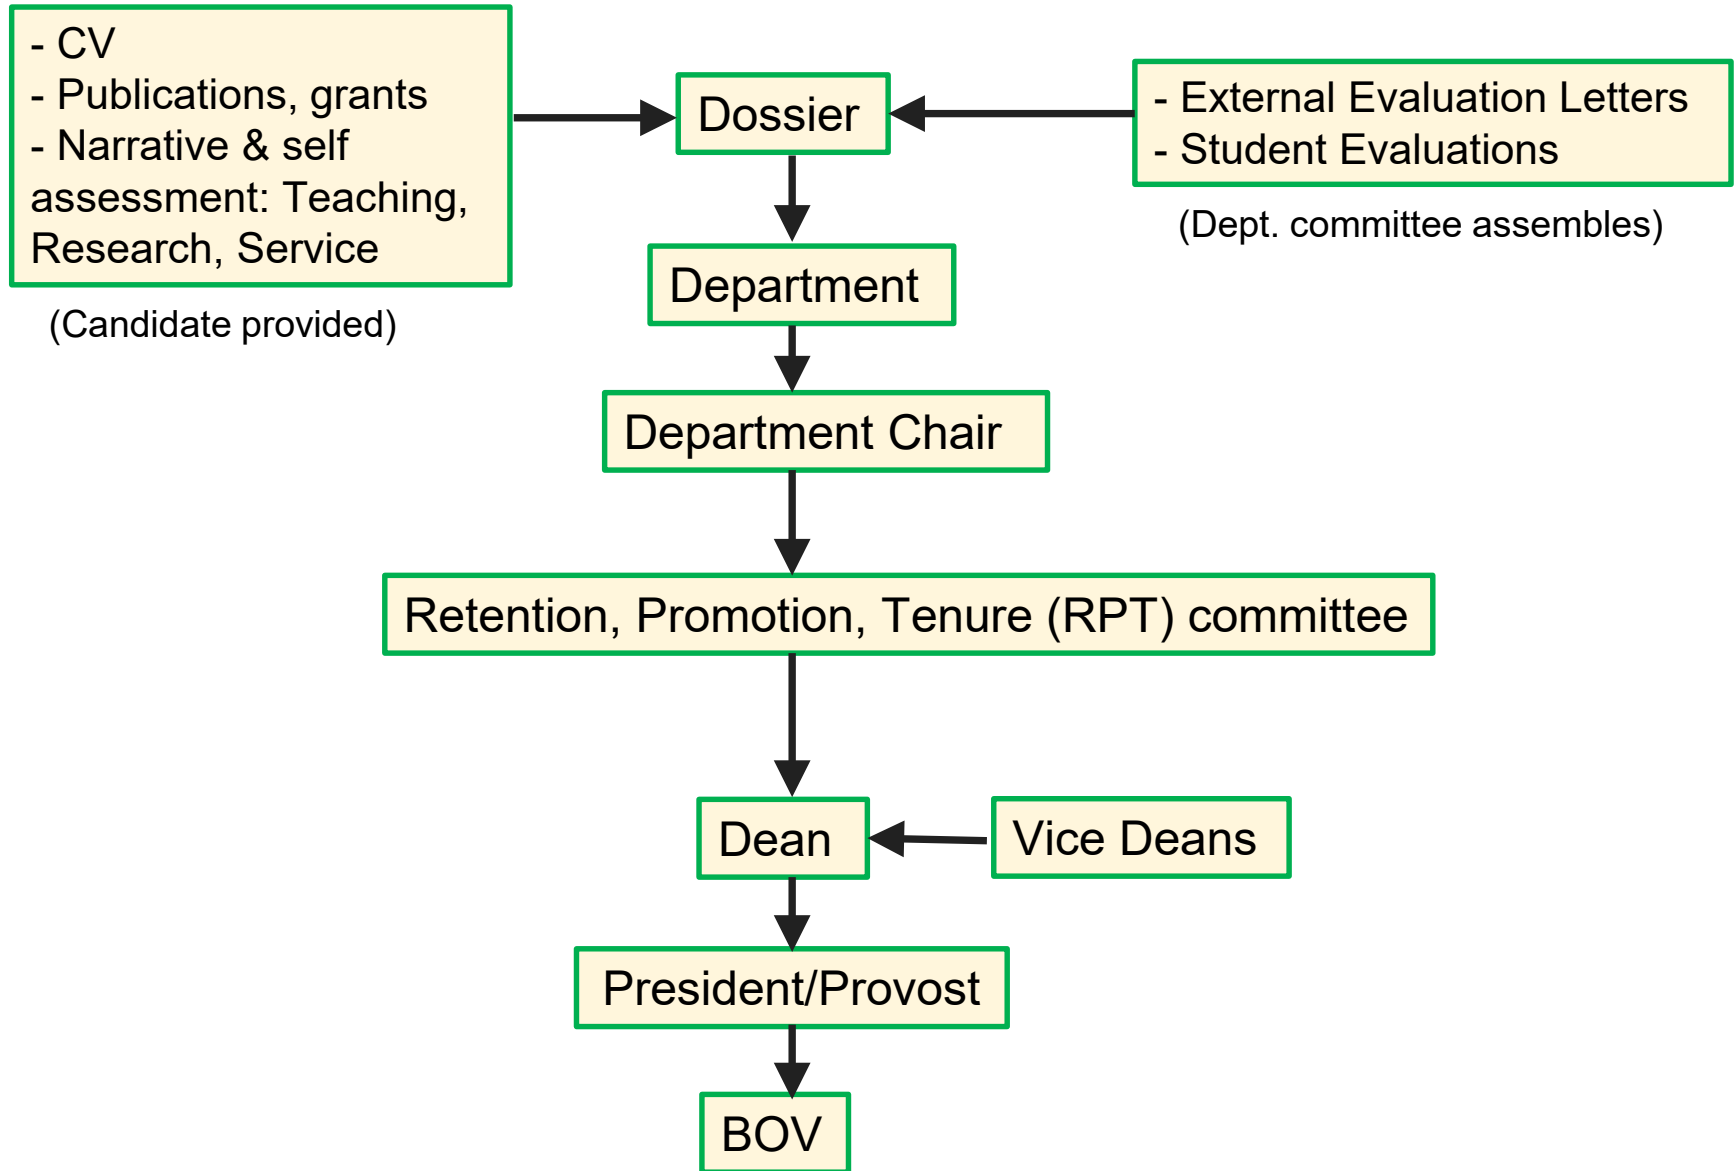 - CV
- Publications, grants
- Narrative & self
assessment: Teaching,
Research, Service
(Candidate provided)
Dossier
- External Evaluation Letters
- Student Evaluations
(Dept. committee assembles)
Department
Department Chair
Retention, Promotion, Tenure (RPT) committee
Dean
Vice Deans
President/Provost
BOV